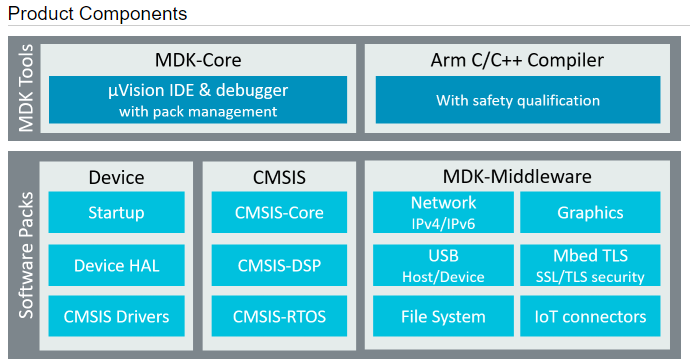 Product Components
MDK Tools
MDK-Core
µVision IDE & debugger
with pack management
Arm C/C++ Compiler
With safety qualification
Software Packs
Device
Startup
Device HAL
CMSIS Drivers
CMSIS
CMSIS-Core
CMSIS-DSP
CMSIS-RTOS
MDK-Middleware
Network
IPv4/IPv6
Graphics
USB
Host/Device
Mbed TLS
SSL/TLS security
File System
IoT connectors